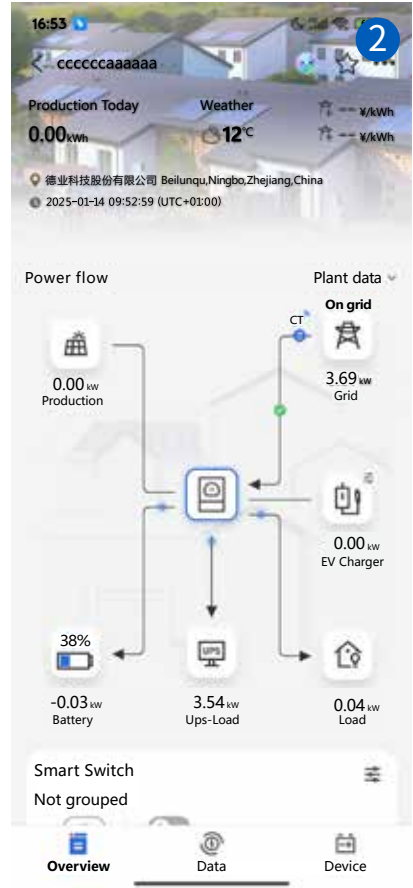 16:53
2
ccccccaaaaaa
Production Today
Weather
0.00kWh
12°C
-- ¥/kWh
-- ¥/kWh
德业科技股份有限公司 Beilunqu,Ningbo,Zhejiang,China
2025-01-14 09:52:59 (UTC+01:00)
Power flow
Plant data
On grid
CT
0.00 kW
Production
3.69 kW
Grid
0.00 kW
EV Charger
38%
UPS
-0.03 kW
Battery
3.54 kW
Ups-Load
0.04 kW
Load
Smart Switch
Not grouped
Overview
Data
Device